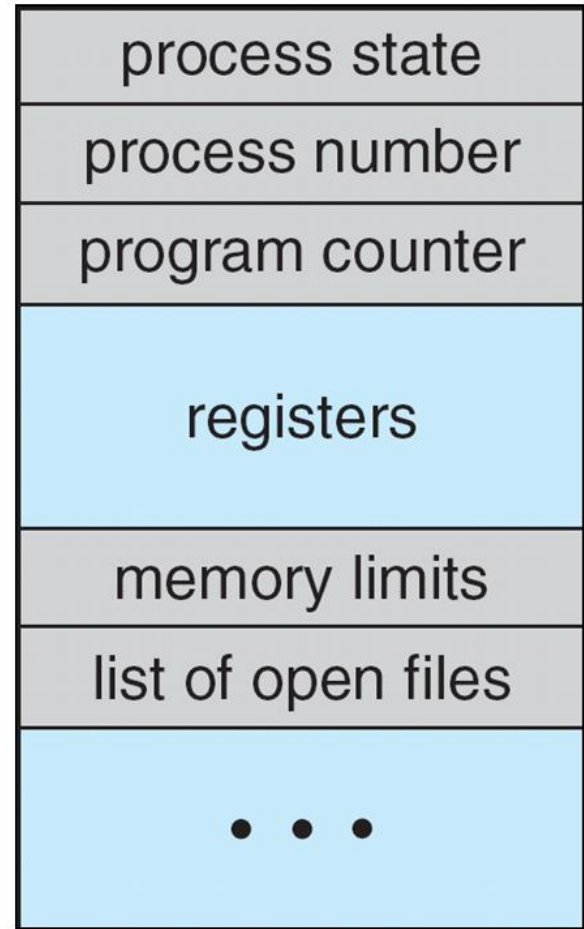 process state
process number
program counter
registers
memory limits
list of open files
• • •